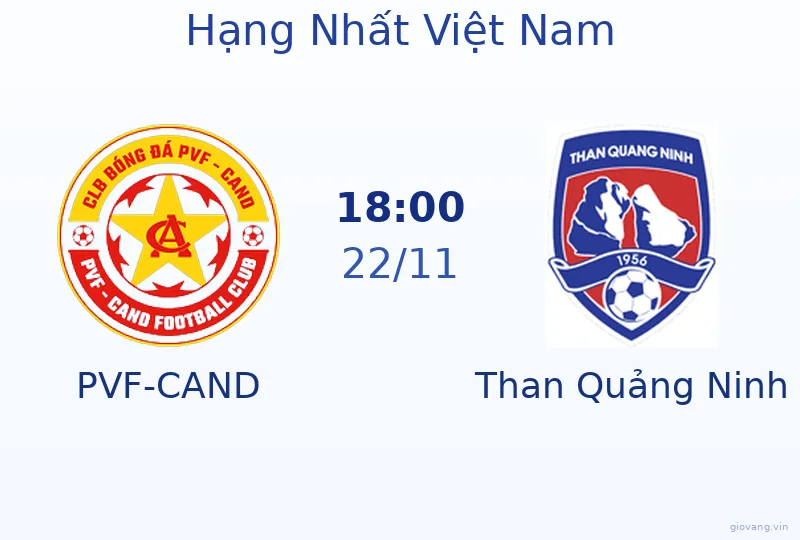 Hạng Nhất Việt Nam
CLB BÓNG ĐÁ PVF - CAND
CA
PVF - CAND FOOTBALL CLUB
18:00
22/11
THAN QUANG NINH
1956
PVF-CAND
Than Quảng Ninh
giovang.vin